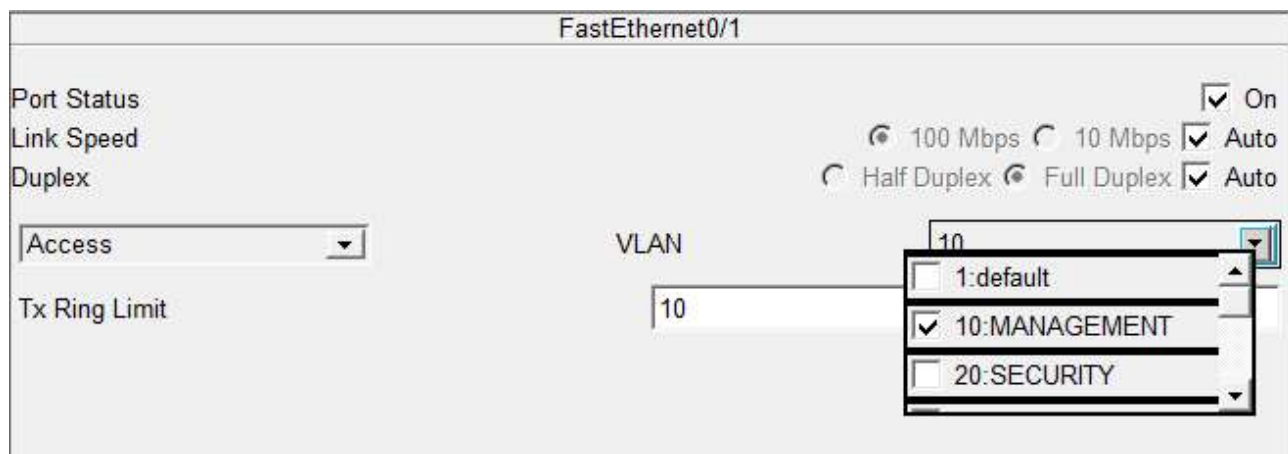 FastEthernet0/1
Port Status On
Link Speed 100 Mbps 10 Mbps Auto
Duplex Half Duplex Full Duplex Auto
Access VLAN 10
1:default
Tx Ring Limit 10
10:MANAGEMENT
20:SECURITY